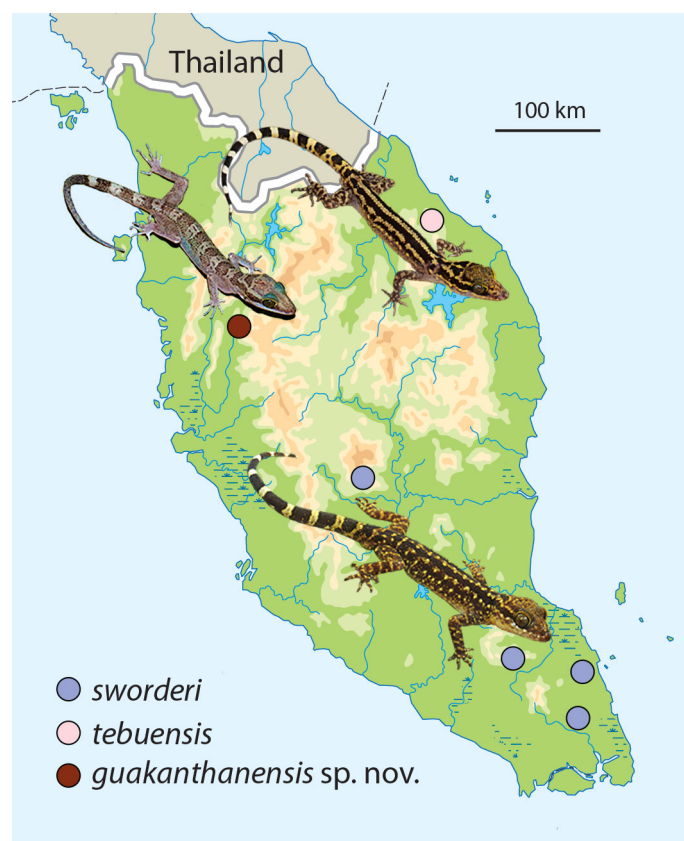 Thailand
100 km
sworderi
tebuensis
guakanthanensis sp. nov.